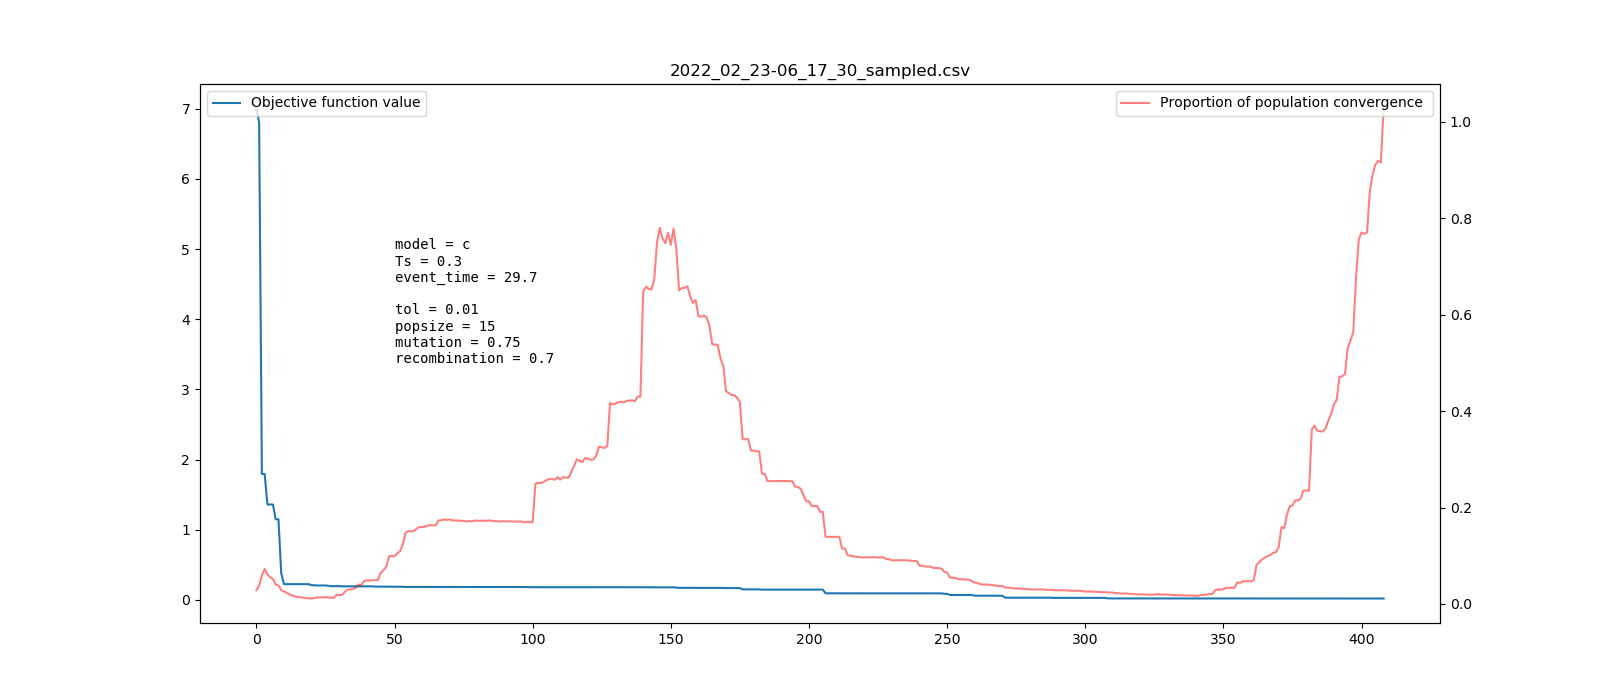 2022_02_23-06_17_30_sampled.csv
Objective function value
Proportion of population convergence
7
6
5
4
3
2
1
0
model = c
Ts = 0.3
event_time = 29.7
tol = 0.01
popsize = 15
mutation = 0.75
recombination = 0.7
1.0
0.8
0.6
0.4
0.2
0.0
0 50 100 150 200 250 300 350 400